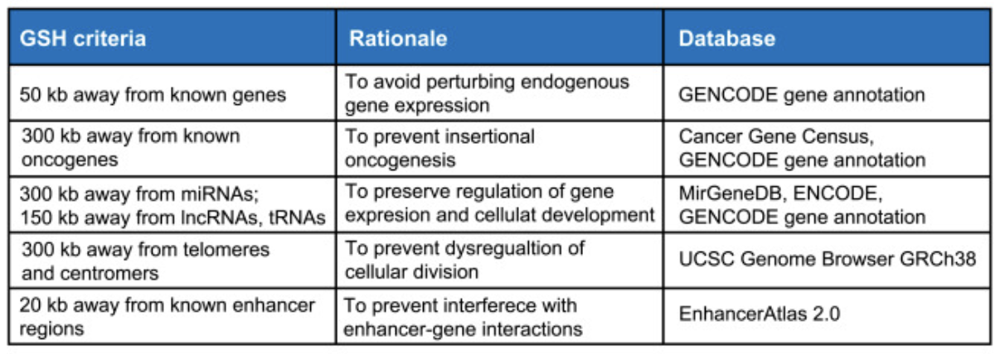 GSH criteria
Rationale
Database
50 kb away from known genes
To avoid perturbing endogenous
gene expression
GENCODE gene annotation
300 kb away from known
oncogenes
To prevent insertional
oncogenesis
Cancer Gene Census,
GENCODE gene annotation
300 kb away from miRNAs;
150 kb away from lncRNAs, tRNAs
To preserve regulation of gene
expresion and cellulat development
MirGeneDB, ENCODE,
GENCODE gene annotation
300 kb away from telomeres
and centromers
To prevent dysregualtion of
cellular division
UCSC Genome Browser GRCh38
20 kb away from known enhancer
regions
To prevent interferece with
enhancer-gene interactions
EnhancerAtlas 2.0